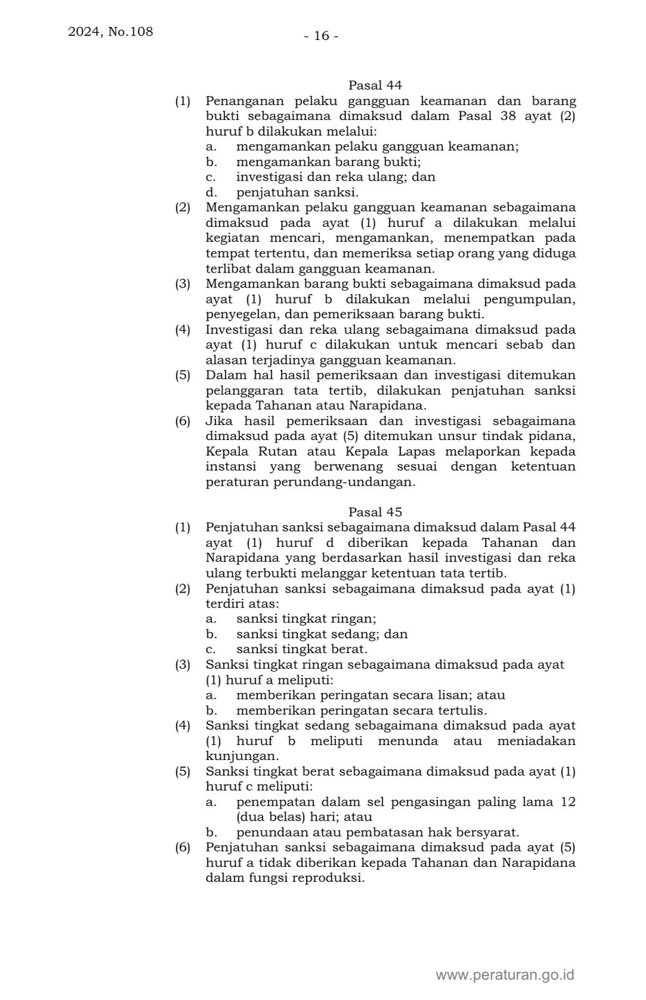 2024, No.108
- 16 -
Pasal 44
(1) Penanganan pelaku gangguan keamanan dan barang
bukti sebagaimana dimaksud dalam Pasal 38 ayat (2)
huruf b dilakukan melalui:
a. mengamankan pelaku gangguan keamanan;
b. mengamankan barang bukti;
c. investigasi dan reka ulang; dan
d. penjatuhan sanksi.
(2) Mengamankan pelaku gangguan keamanan sebagaimana
dimaksud pada ayat (1) huruf a dilakukan melalui
kegiatan mencari, mengamankan, menempatkan pada
tempat tertentu, dan memeriksa setiap orang yang diduga
terlibat dalam gangguan keamanan.
(3) Mengamankan barang bukti sebagaimana dimaksud pada
ayat (1) huruf b dilakukan melalui pengumpulan,
penyegelan, dan pemeriksaan barang bukti.
(4) Investigasi dan reka ulang sebagaimana dimaksud pada
ayat (1) huruf c dilakukan untuk mencari sebab dan
alasan terjadinya gangguan keamanan.
(5) Dalam hal hasil pemeriksaan dan investigasi ditemukan
pelanggaran tata tertib, dilakukan penjatuhan sanksi
kepada Tahanan atau Narapidana.
(6) Jika hasil pemeriksaan dan investigasi sebagaimana
dimaksud pada ayat (5) ditemukan unsur tindak pidana,
Kepala Rutan atau Kepala Lapas melaporkan kepada
instansi yang berwenang sesuai dengan ketentuan
peraturan perundang-undangan.
Pasal 45
(1) Penjatuhan sanksi sebagaimana dimaksud dalam Pasal 44
ayat (1) huruf d diberikan kepada Tahanan dan
Narapidana yang berdasarkan hasil investigasi dan reka
ulang terbukti melanggar ketentuan tata tertib.
(2) Penjatuhan sanksi sebagaimana dimaksud pada ayat (1)
terdiri atas:
a. sanksi tingkat ringan;
b. sanksi tingkat sedang; dan
c. sanksi tingkat berat.
(3) Sanksi tingkat ringan sebagaimana dimaksud pada ayat
(1) huruf a meliputi:
a. memberikan peringatan secara lisan; atau
b. memberikan peringatan secara tertulis.
(4) Sanksi tingkat sedang sebagaimana dimaksud pada ayat
(1) huruf b meliputi menunda atau meniadakan
kunjungan.
(5) Sanksi tingkat berat sebagaimana dimaksud pada ayat (1)
huruf c meliputi:
a. penempatan dalam sel pengasingan paling lama 12
(dua belas) hari; atau
b. penundaan atau pembatasan hak bersyarat.
(6) Penjatuhan sanksi sebagaimana dimaksud pada ayat (5)
huruf a tidak diberikan kepada Tahanan dan Narapidana
dalam fungsi reproduksi.
www.peraturan.go.id